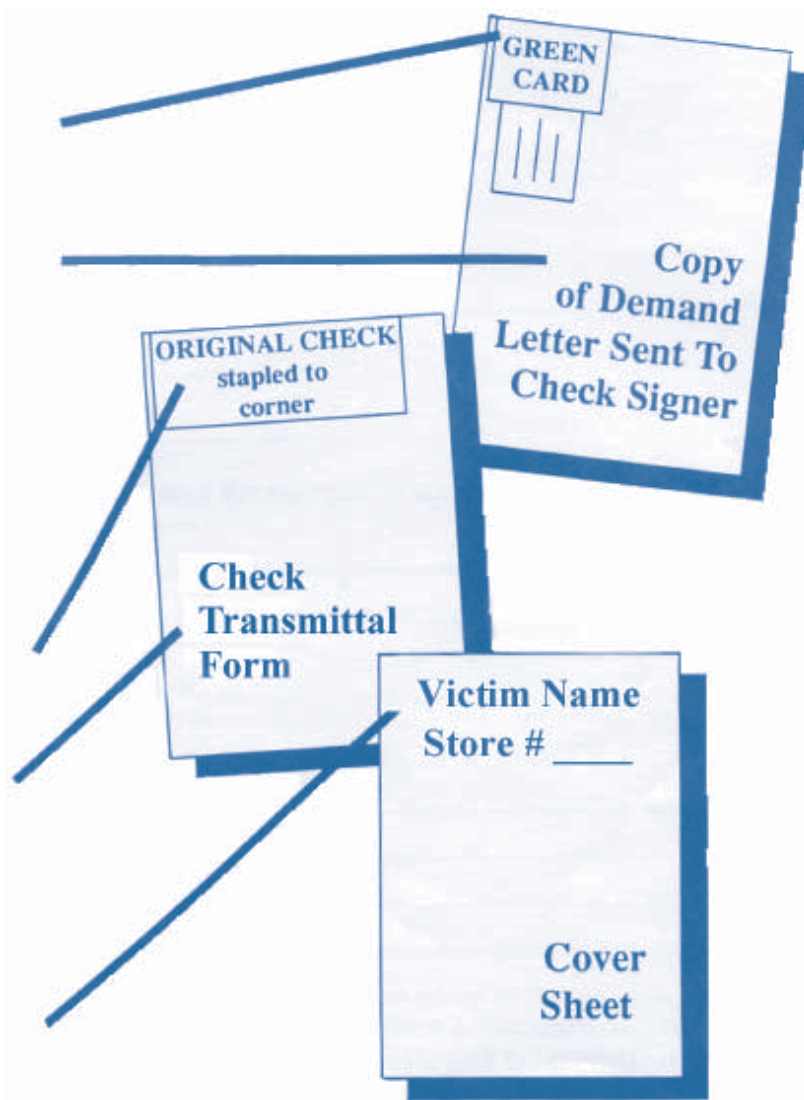 GREEN
CARD
Copy
of Demand
Letter Sent To
Check Signer
ORIGINAL CHECK
stapled to
corner
Check
Transmittal
Form
Victim Name
Store # ____
Cover
Sheet